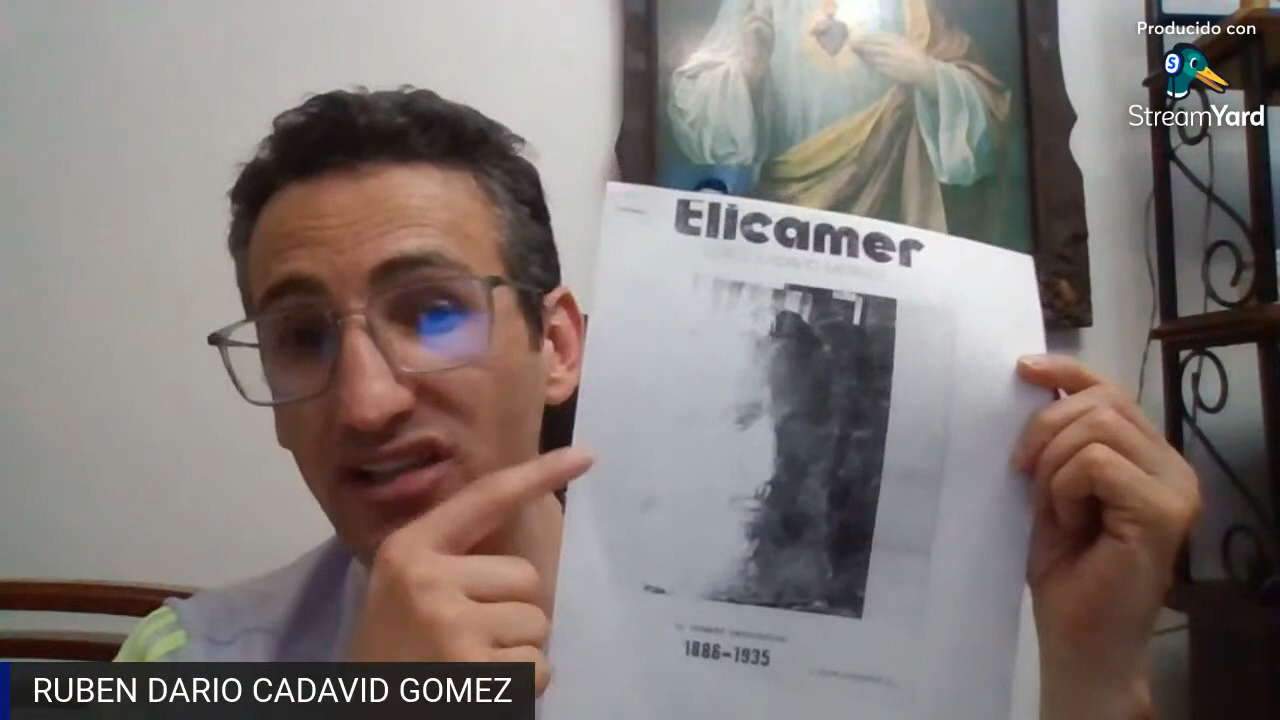 Producido con
S
StreamYard
Elicamer
1886-1935
RUBEN DARIO CADAVID GOMEZ